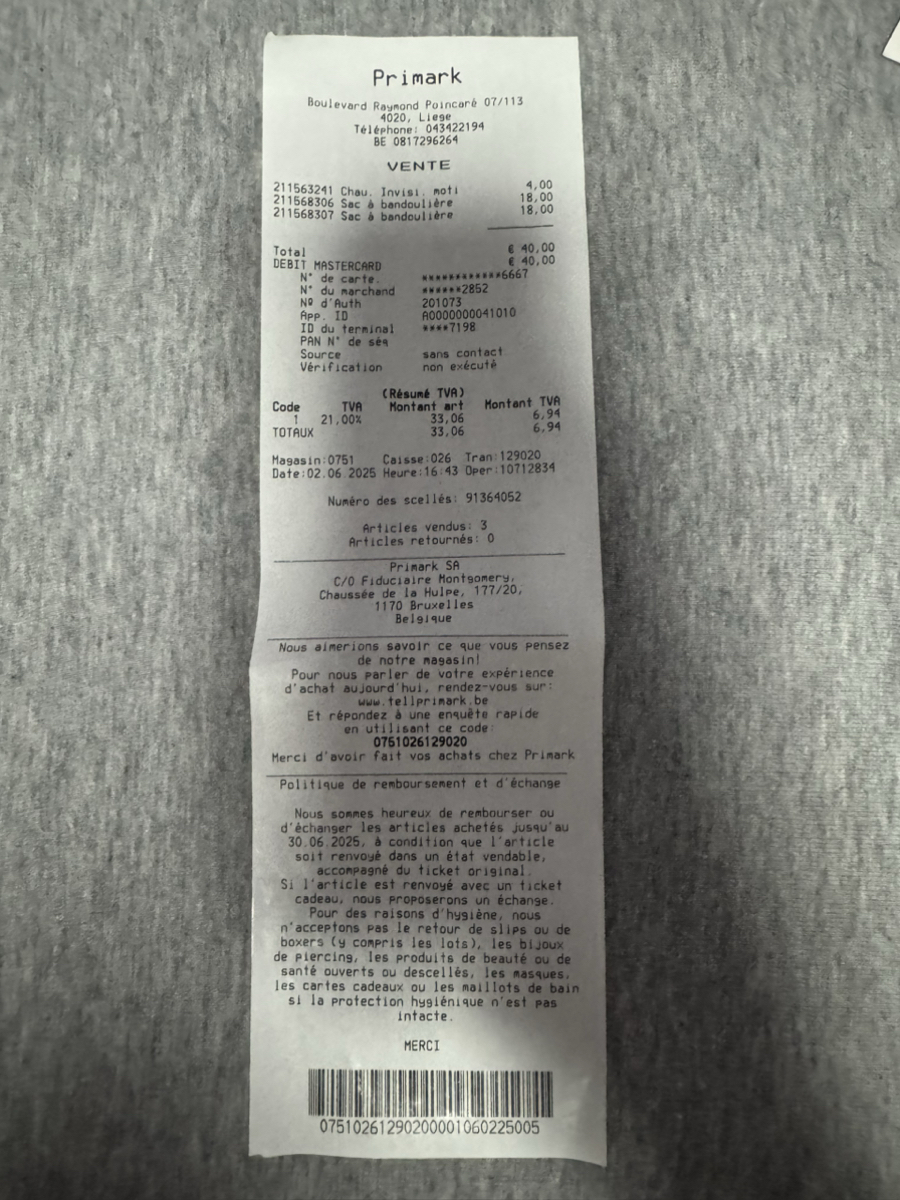 Primark
Boulevard Raymond Poincaré 07/113
4020, Liege
Téléphone: 043422194
BE 0817296264
VENTE
211563241 Chau. Invisi. moti 4,00
211568306 Sac à bandoulière 18,00
211568307 Sac à bandoulière 18,00
Total € 40,00
DEBIT MASTERCARD € 40,00
N° de carte. ************6667
N° du marchand ******2852
Nº d'Auth 201073
App. ID A0000000041010
ID du terminal ****7198
PAN N° de séq
Source sans contact
Vérification non exécuté
(Résumé TVA)
Code TVA Montant art Montant TVA
1 21,00% 33,06 6,94
TOTAUX 33,06 6,94
Magasin:0751 Caisse:026 Tran:129020
Date:02.06.2025 Heure:16:43 Oper:10712834
Numéro des scellés: 91364052
Articles vendus: 3
Articles retournés: 0
Primark SA
C/O Fiduciaire Montgomery,
Chaussée de la Hulpe, 177/20,
1170 Bruxelles
Belgique
Nous aimerions savoir ce que vous pensez
de notre magasin!
Pour nous parler de votre expérience
d'achat aujourd'hui, rendez-vous sur:
www.tellprimark.be
Et répondez à une enquête rapide
en utilisant ce code:
0751026129020
Merci d'avoir fait vos achats chez Primark
Politique de remboursement et d'échange
Nous sommes heureux de rembourser ou
d'échanger les articles achetés jusqu'au
30.06.2025, à condition que l'article
soit renvoyé dans un état vendable,
accompagné du ticket original.
Si l'article est renvoyé avec un ticket
cadeau, nous proposerons un échange.
Pour des raisons d'hygiène, nous
n'acceptons pas le retour de slips ou de
boxers (y compris les lots), les bijoux
de piercing, les produits de beauté ou de
santé ouverts ou descellés, les masques,
les cartes cadeaux ou les maillots de bain
si la protection hygiénique n'est pas
intacte.
MERCI
07510261290200001060225005